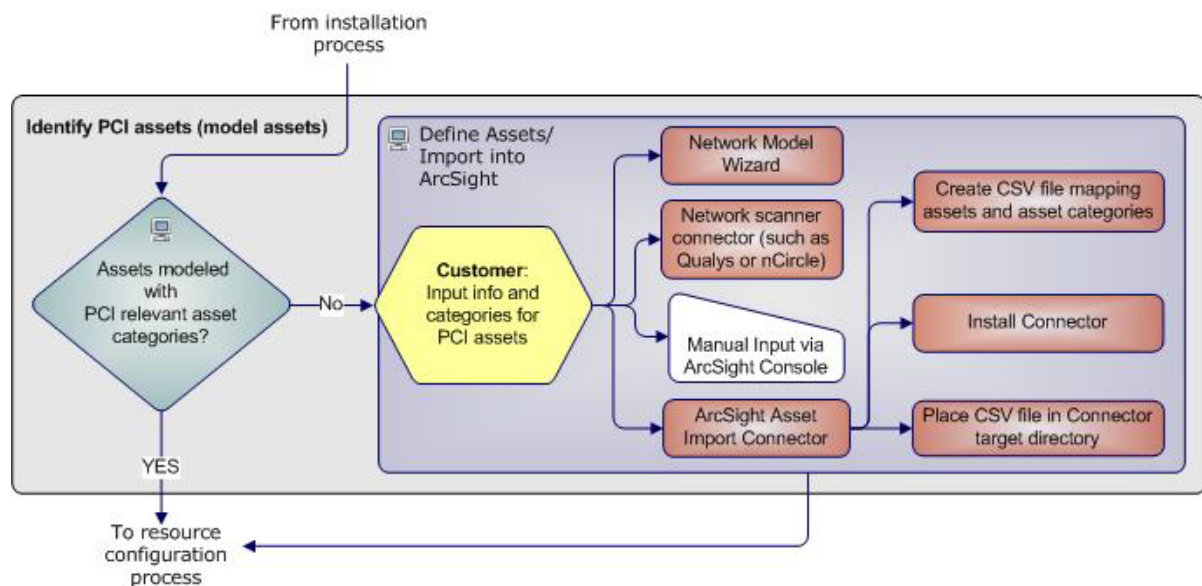 From installation
process
Identify PCI assets (model assets)
Define Assets/
Import into
ArcSight
Assets modeled
with
PCI relevant asset
categories?
No
Customer:
Input info and
categories for
PCI assets
Network Model
Wizard
Network scanner
connector (such as
Qualys or nCircle)
Manual Input via
ArcSight Console
ArcSight Asset
Import Connector
Create CSV file mapping
assets and asset categories
Install Connector
Place CSV file in Connector
target directory
YES
To resource
configuration
process